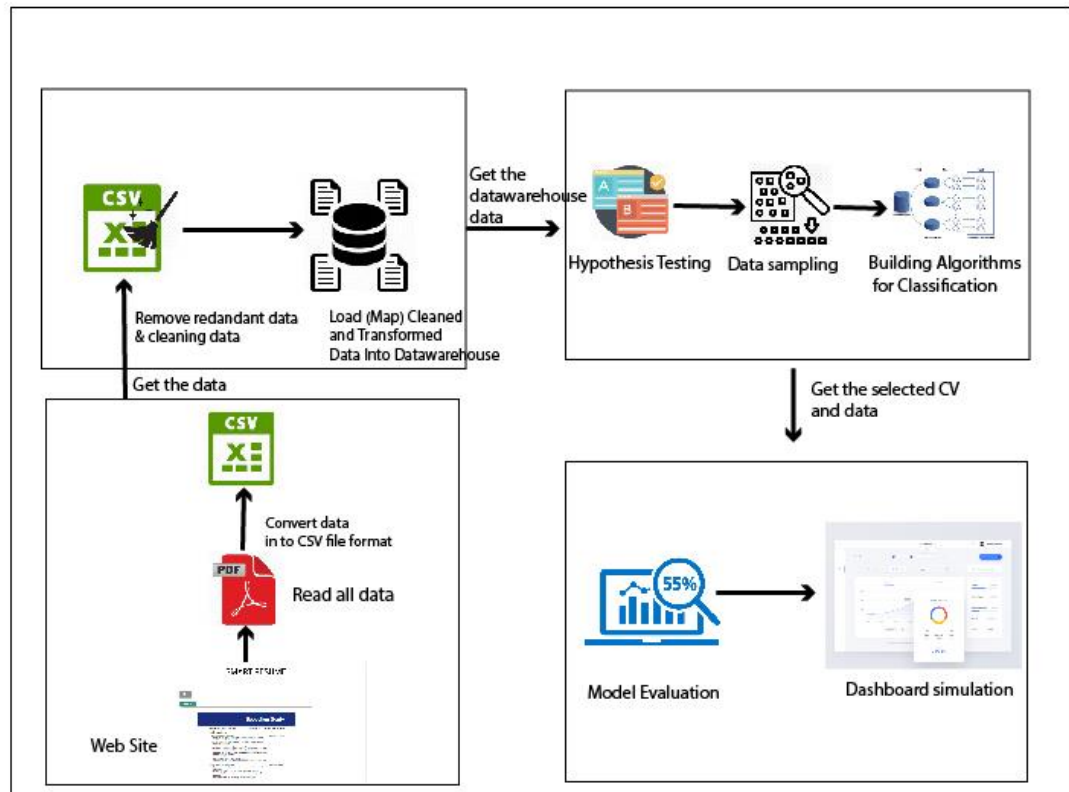 CSV
Remove redandant data
& cleaning data
Load (Map) Cleaned
and Transformed
Data Into Datawarehouse
Get the
datawarehouse
data
A
B
Hypothesis Testing
Data sampling
Building Algorithms
for Classification
Get the data
CSV
Convert data
in to CSV file format
PDF
Read all data
SMART RESUME
Web Site
Get the selected CV
and data
55%
Model Evaluation
Dashboard simulation